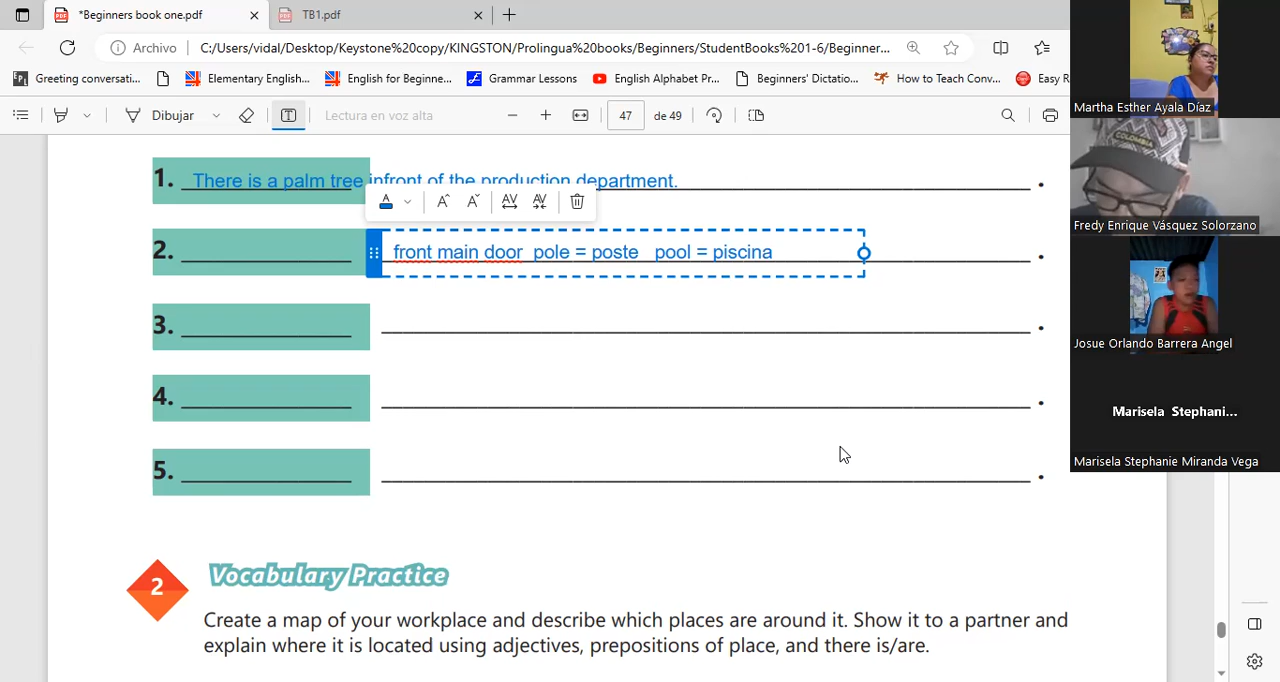 *Beginners book one.pdf
TB1.pdf
Archivo
C:/Users/vidal/Desktop/Keystone%20copy/KINGSTON/Prolingua%20books/Beginners/StudentBooks%201-6/Beginner...
Greeting conversati...
Elementary English...
English for Beginne...
Grammar Lessons
English Alphabet Pr...
Beginners' Dictatio...
How to Teach Conv...
Easy R
Dibujar
Lectura en voz alta
47
de 49
1. There is a palm tree infront of the production department.
2. front main door pole = poste pool = piscina
3.
4.
5.
2 Vocabulary Practice
Create a map of your workplace and describe which places are around it. Show it to a partner and
explain where it is located using adjectives, prepositions of place, and there is/are.
Martha Esther Ayala Díaz
COLOMBIA
Fredy Enrique Vásquez Solorzano
Josue Orlando Barrera Angel
Marisela Stephani...
Marisela Stephanie Miranda Vega